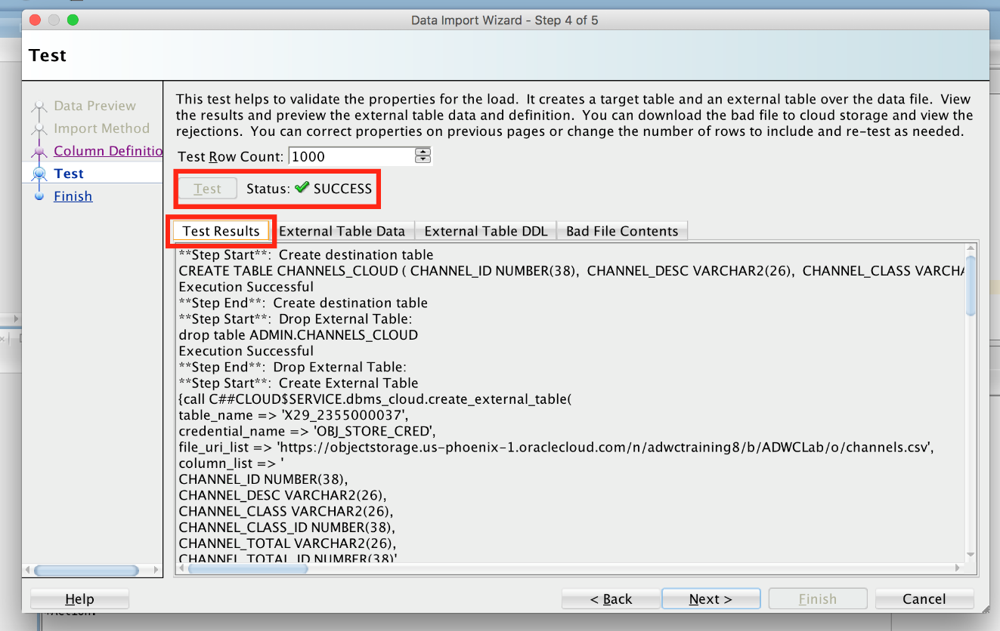 Data Import Wizard - Step 4 of 5
Test
Data Preview
Import Method
Column Definitio
Test
Finish
This test helps to validate the properties for the load.  It creates a target table and an external table over the data file.  View
the results and preview the external table data and definition.  You can download the bad file to cloud storage and view the
rejections.  You can correct properties on previous pages or change the number of rows to include and re-test as needed.
Test Row Count: 1000
Test Status: SUCCESS
Test Results External Table Data External Table DDL Bad File Contents
**Step Start**:  Create destination table
CREATE TABLE CHANNELS_CLOUD ( CHANNEL_ID NUMBER(38),  CHANNEL_DESC VARCHAR2(26),  CHANNEL_CLASS VARCHA
Execution Successful
**Step End**:  Create destination table
**Step Start**:  Drop External Table:
drop table ADMIN.CHANNELS_CLOUD
Execution Successful
**Step End**:  Drop External Table:
**Step Start**:  Create External Table
{call C##CLOUD$SERVICE.dbms_cloud.create_external_table(
table_name => 'X29_2355000037',
credential_name => 'OBJ_STORE_CRED',
file_uri_list => 'https://objectstorage.us-phoenix-1.oraclecloud.com/n/adwctraining8/b/ADWCLab/o/channels.csv',
column_list => '
CHANNEL_ID NUMBER(38),
CHANNEL_DESC VARCHAR2(26),
CHANNEL_CLASS VARCHAR2(26),
CHANNEL_CLASS_ID NUMBER(38),
CHANNEL_TOTAL VARCHAR2(26),
CHANNEL_TOTAL_ID NUMBER(38)'
Help < Back Next > Finish Cancel